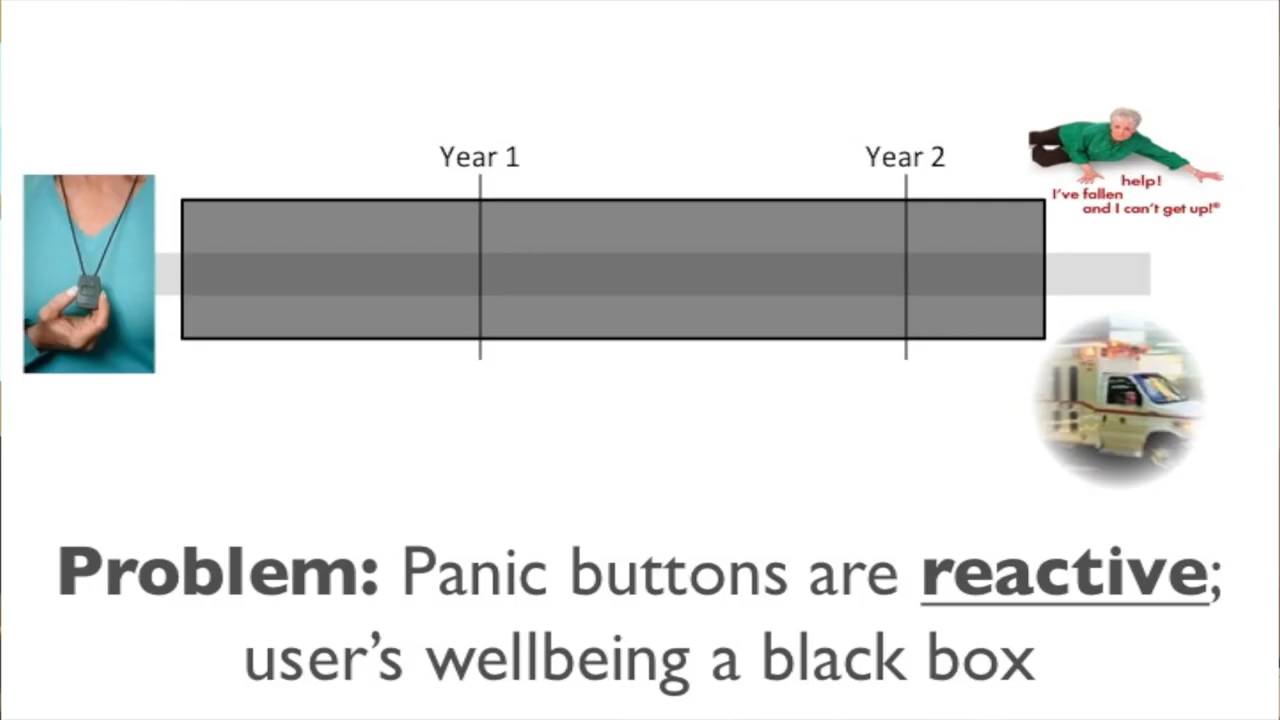 Year 1
Year 2
help!
I've fallen
and I can't get up!®
Problem: Panic buttons are reactive;
user's wellbeing a black box